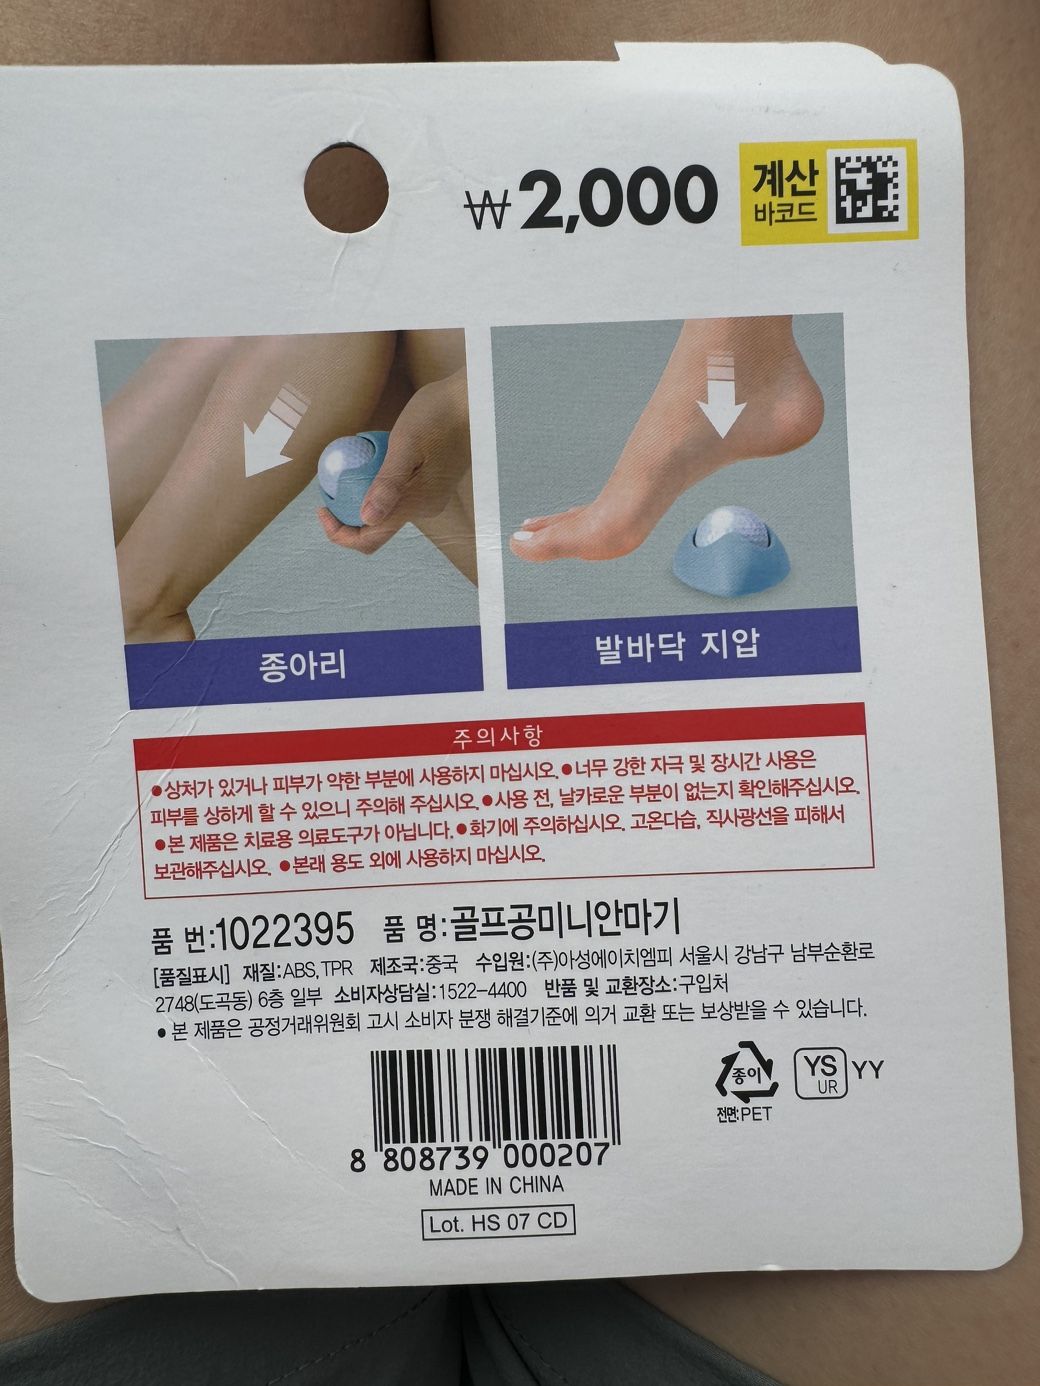 ₩2,000
계산
바코드
종아리
발바닥 지압
주의사항
●상처가 있거나 피부가 약한 부분에 사용하지 마십시오.●너무 강한 자극 및 장시간 사용은
피부를 상하게 할 수 있으니 주의해 주십시오.●사용 전, 날카로운 부분이 없는지 확인해주십시오.
●본 제품은 치료용 의료도구가 아닙니다.●화기에 주의하십시오. 고온다습, 직사광선을 피해서
보관해주십시오. ●본래 용도 외에 사용하지 마십시오.
품 번:1022395 품 명:골프공미니안마기
[품질표시] 재질:ABS,TPR 제조국:중국 수입원:(주)아성에이치엠피 서울시 강남구 남부순환로
2748(도곡동) 6층 일부 소비자상담실:1522-4400 반품 및 교환장소:구입처
● 본 제품은 공정거래위원회 고시 소비자 분쟁 해결기준에 의거 교환 또는 보상받을 수 있습니다.
종이
전면:PET
YS
UR
YY
8 808739 000207
MADE IN CHINA
Lot. HS 07 CD